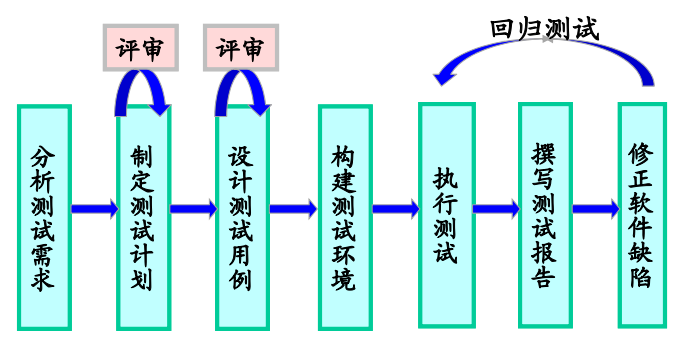 回归测试
评审
评审
分析测试需求
制定测试计划
设计测试用例
构建测试环境
执行测试
撰写测试报告
修正软件缺陷